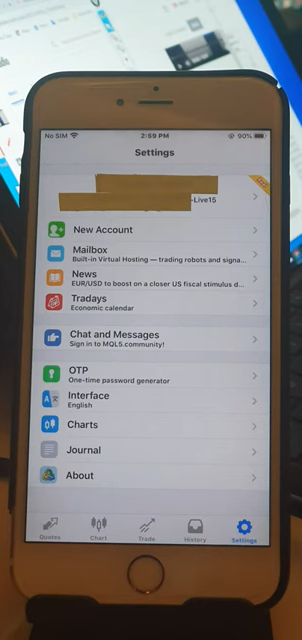 No SIM 2:59 PM 90%
Settings
-Live15
New Account
Mailbox
Built-in Virtual Hosting — trading robots and signa...
News
EUR/USD to boost on a closer US fiscal stimulus d...
Tradays
Economic calendar
Chat and Messages
Sign in to MQL5.community!
OTP
One-time password generator
Interface
English
Charts
Journal
About
Quotes Chart Trade History Settings